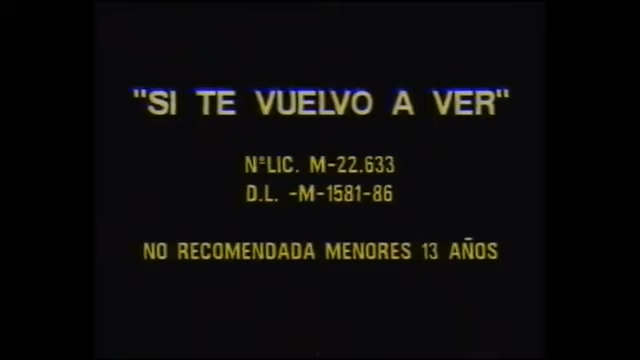 "SI TE VUELVO A VER"
NºLIC. M-22.633
D.L. -M-1581-86
NO RECOMENDADA MENORES 13 AÑOS